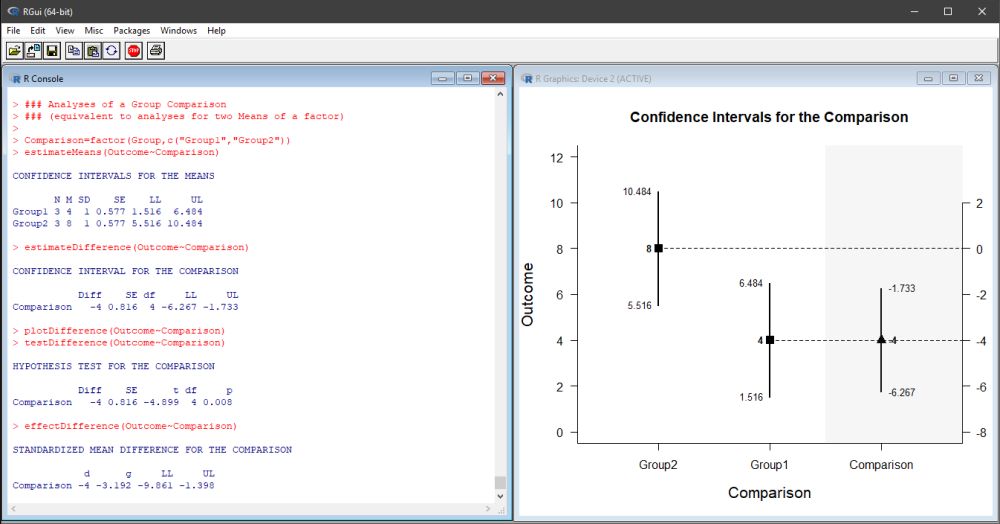 RGui (64-bit)
File Edit View Misc Packages Windows Help
STOP
R Console
> ### Analyses of a Group Comparison
> ### (equivalent to analyses for two Means of a factor)
>
> Comparison=factor(Group,c("Group1","Group2"))
> estimateMeans(Outcome~Comparison)
CONFIDENCE INTERVALS FOR THE MEANS
N M SD SE LL UL
Group1 3 4 1 0.577 1.516 6.484
Group2 3 8 1 0.577 5.516 10.484
> estimateDifference(Outcome~Comparison)
CONFIDENCE INTERVAL FOR THE COMPARISON
Diff SE df LL UL
Comparison -4 0.816 4 -6.267 -1.733
> plotDifference(Outcome~Comparison)
> testDifference(Outcome~Comparison)
HYPOTHESIS TEST FOR THE COMPARISON
Diff SE t df p
Comparison -4 0.816 -4.899 4 0.008
> effectDifference(Outcome~Comparison)
STANDARDIZED MEAN DIFFERENCE FOR THE COMPARISON
d g LL UL
Comparison -4 -3.192 -9.861 -1.398
R Graphics: Device 2 (ACTIVE)
Confidence Intervals for the Comparison
Outcome
12
10
8
6
4
2
0
10.484
8
5.516
6.484
4
1.516
-1.733
-4
-6.267
2
0
-2
-4
-6
-8
Group2 Group1 Comparison
Comparison